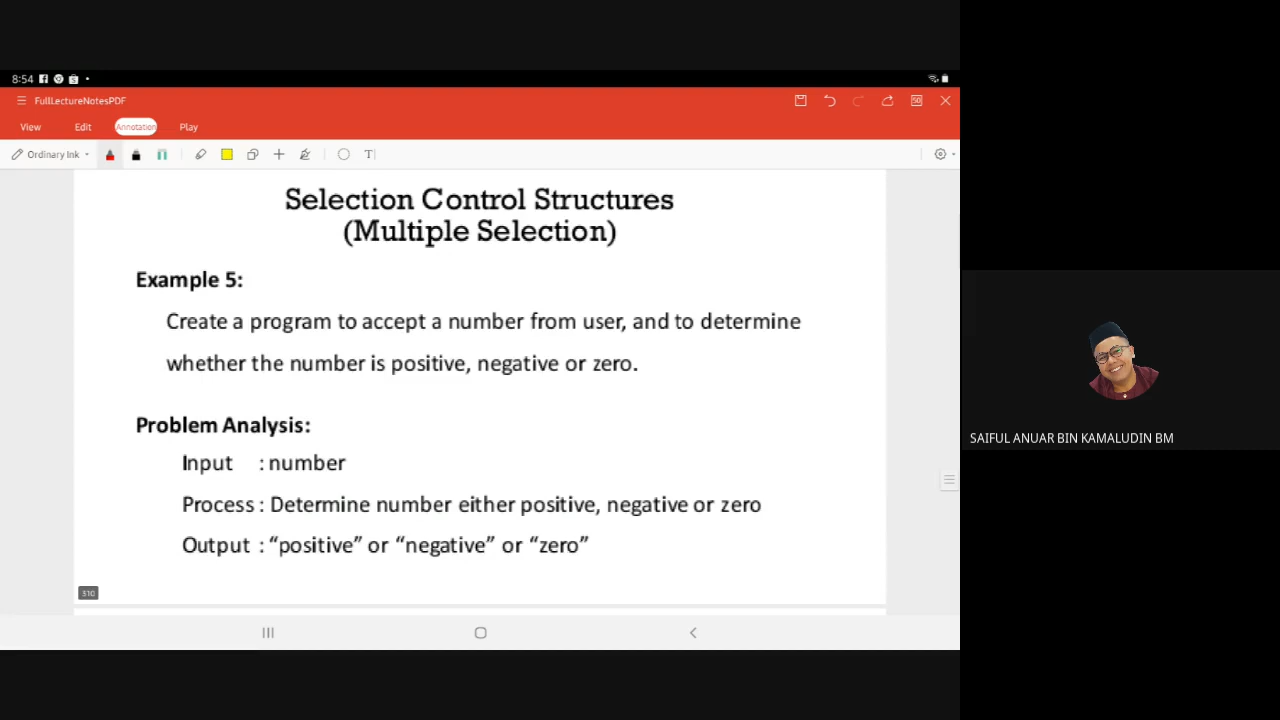 8:54
FullLectureNotesPDF
50
View Edit Annotation Play
Ordinary Ink T
Selection Control Structures
(Multiple Selection)
Example 5:
Create a program to accept a number from user, and to determine
whether the number is positive, negative or zero.
Problem Analysis:
Input : number
Process : Determine number either positive, negative or zero
Output : “positive” or “negative” or “zero”
310
SAIFUL ANUAR BIN KAMALUDIN BM